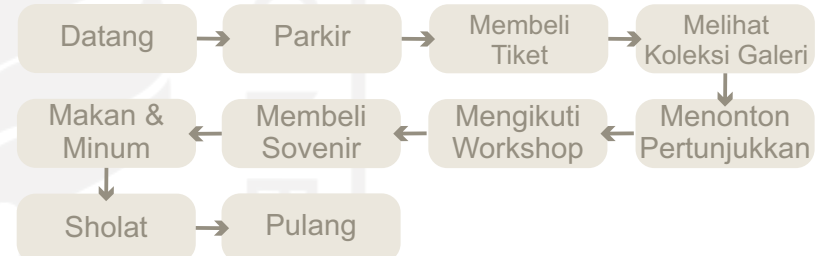 Datang
Parkir
Membeli
Tiket
Melihat
Koleksi Galeri
Menonton
Pertunjukkan
Mengikuti
Workshop
Membeli
Sovenir
Makan &
Minum
Sholat
Pulang